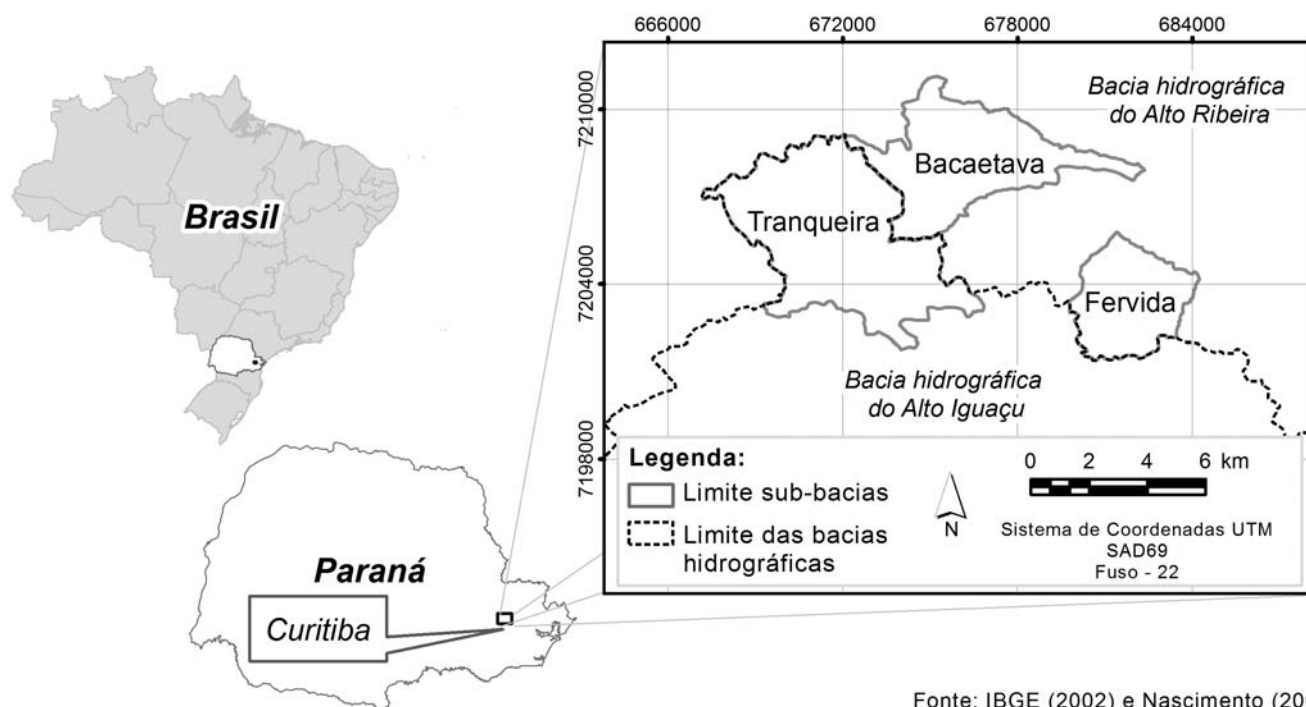 666000 672000 678000 684000
7210000
7204000
7198000
Bacia hidrográfica
do Alto Ribeira
Bacaetava
Tranqueira
Fervida
Bacia hidrográfica
do Alto Iguaçu
Brasil
Legenda:
Limite sub-bacias
Limite das bacias
hidrográficas
N
0 2 4 6 km
Sistema de Coordenadas UTM
SAD69
Fuso - 22
Paraná
Curitiba
Fonte: IBGE (2002) e Nascimento